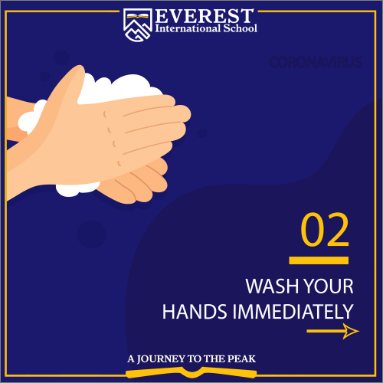 EVEREST
International School
CORONAVIRUS
02
WASH YOUR
HANDS IMMEDIATELY
A JOURNEY TO THE PEAK